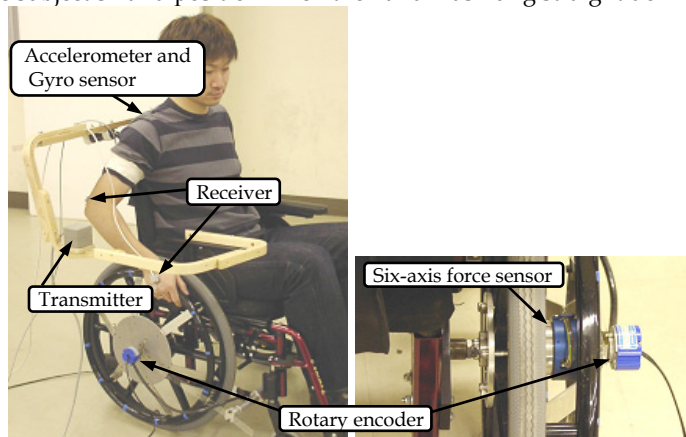 Accelerometer and
Gyro sensor
Receiver
Transmitter
Six-axis force sensor
Rotary encoder